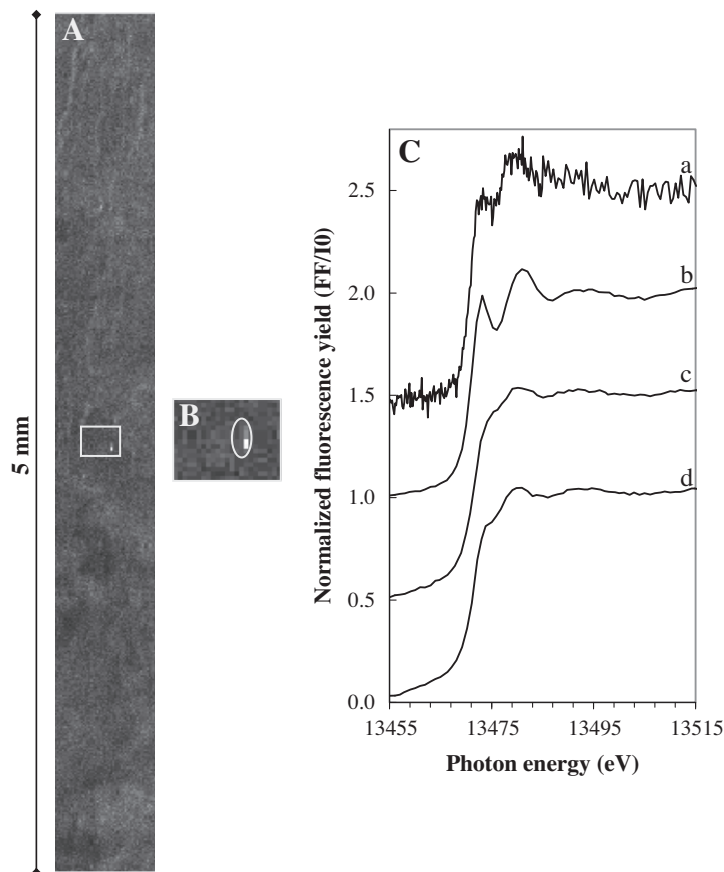 A
5 mm
B
C
Normalized fluorescence yield (FF/I0)
2.5
2.0
1.5
1.0
0.5
0.0
a
b
c
d
13455 13475 13495 13515
Photon energy (eV)